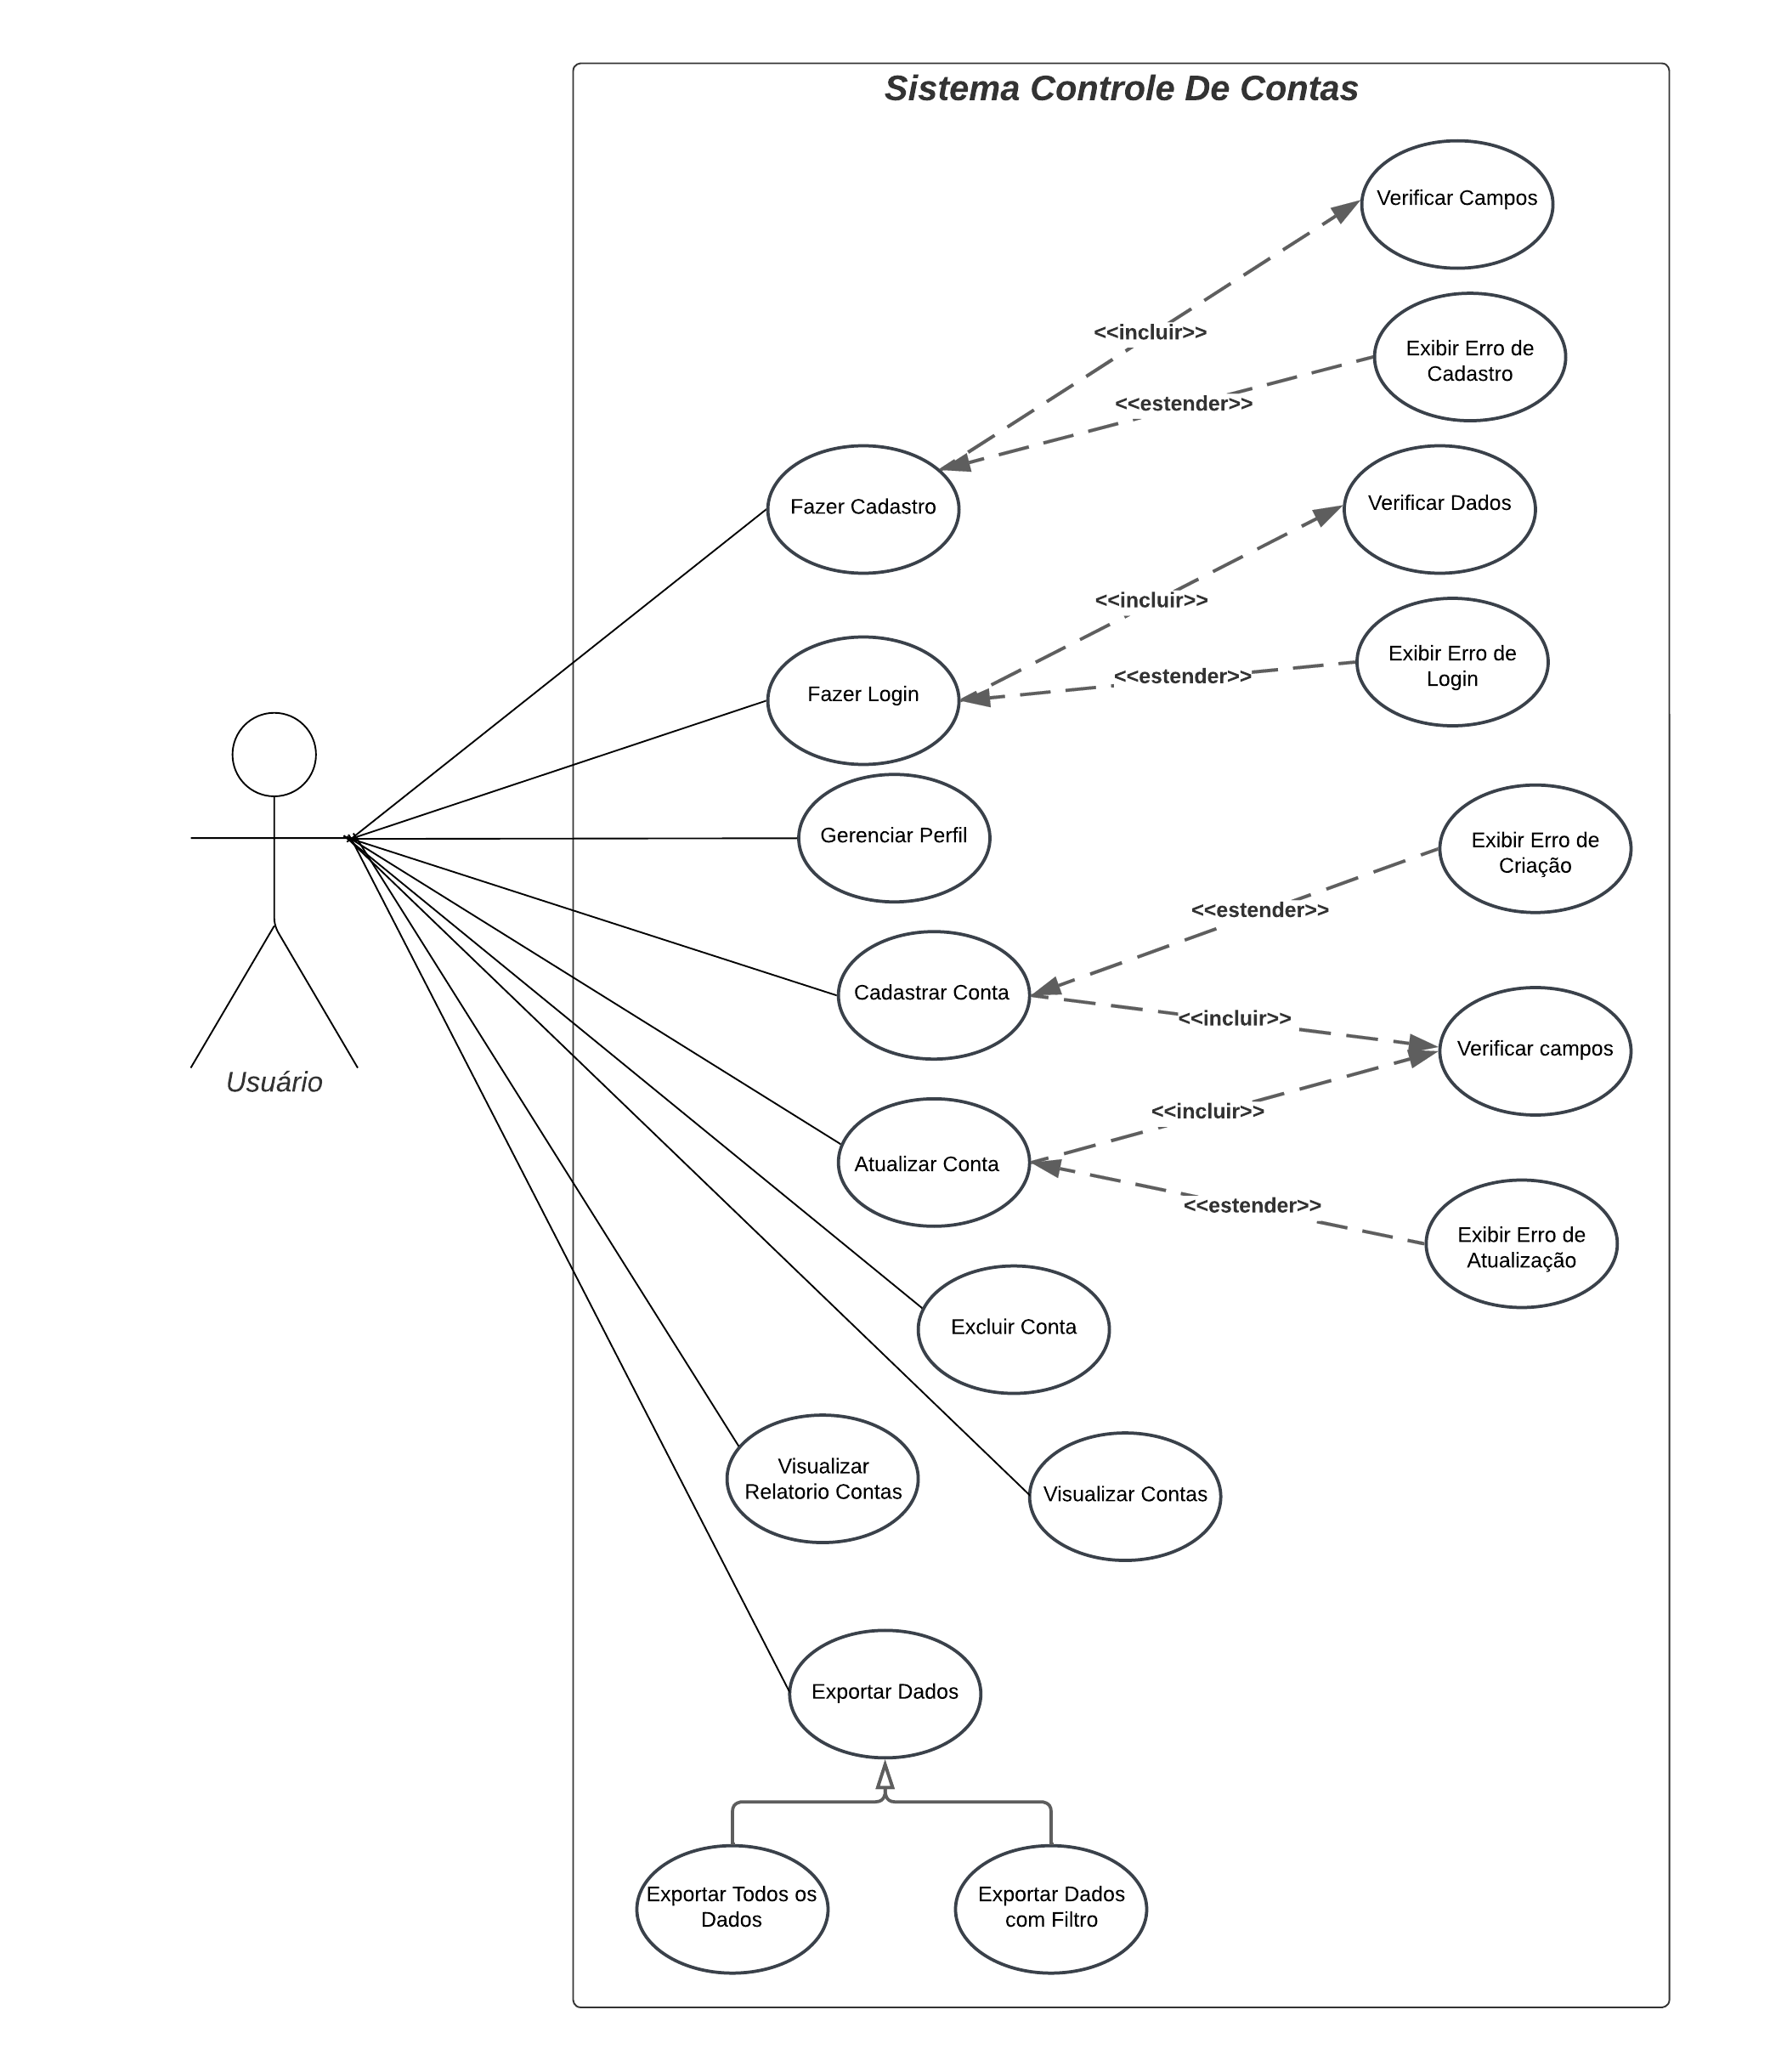 Sistema Controle De Contas
Verificar Campos
<<incluir>>
Exibir Erro de
Cadastro
<<estender>>
Fazer Cadastro
Verificar Dados
<<incluir>>
Exibir Erro de
Login
<<estender>>
Fazer Login
Gerenciar Perfil
Exibir Erro de
Criação
<<estender>>
Cadastrar Conta
<<incluir>>
Verificar campos
Usuário
<<incluir>>
Atualizar Conta
<<estender>>
Exibir Erro de
Atualização
Excluir Conta
Visualizar
Relatorio Contas
Visualizar Contas
Exportar Dados
Exportar Todos os
Dados
Exportar Dados
com Filtro